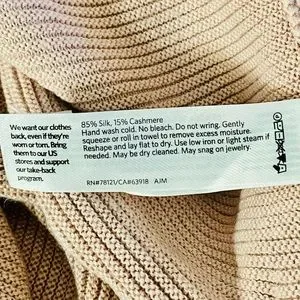 We want our clothes
back, even if they're
worn or torn. Bring
them to our US
stores and support
our take-back
program.
85% Silk, 15% Cashmere
Hand wash cold. No bleach. Do not wring. Gently
squeeze or roll in towel to remove excess moisture.
Reshape and lay flat to dry. Use low iron or light steam if
needed. May be dry cleaned. May snag on jewelry.
RN#78121/CA#63918 AJM